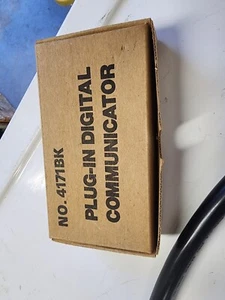 NO. 4171BK
PLUG-IN DIGITAL
COMMUNICATOR